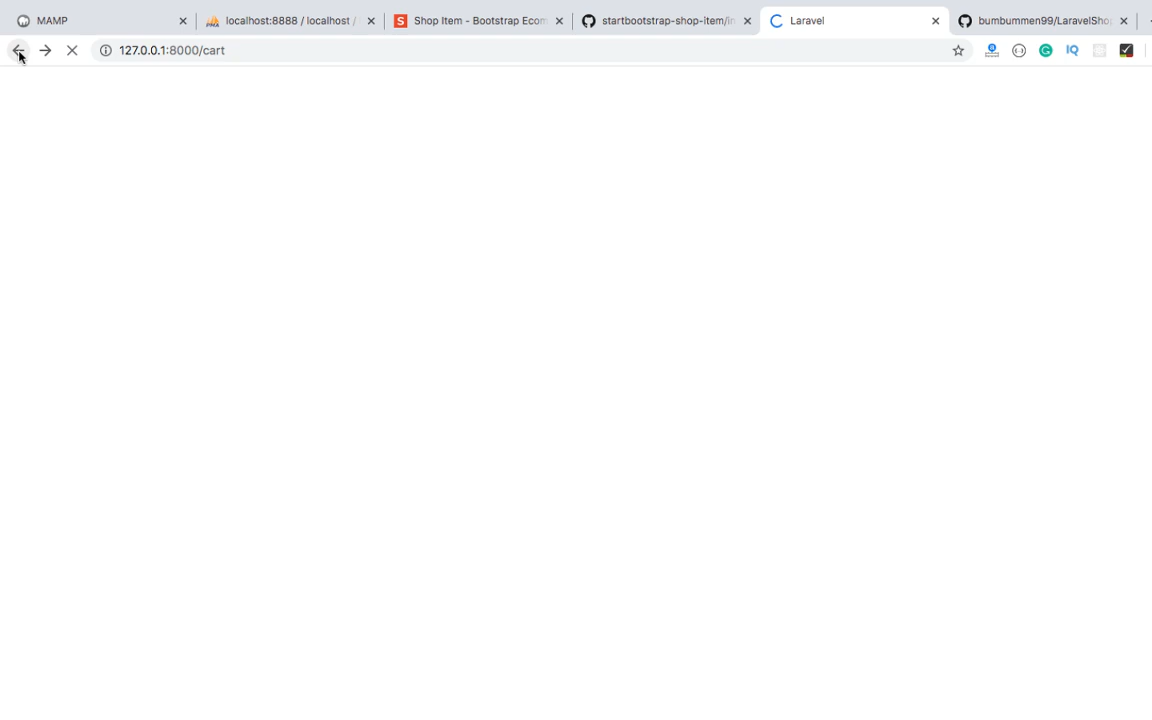 MAMP
localhost:8888 / localhost /
Shop Item - Bootstrap Ecom
startbootstrap-shop-item/in
Laravel
bumbummen99/LaravelSho
127.0.0.1:8000/cart
IQ